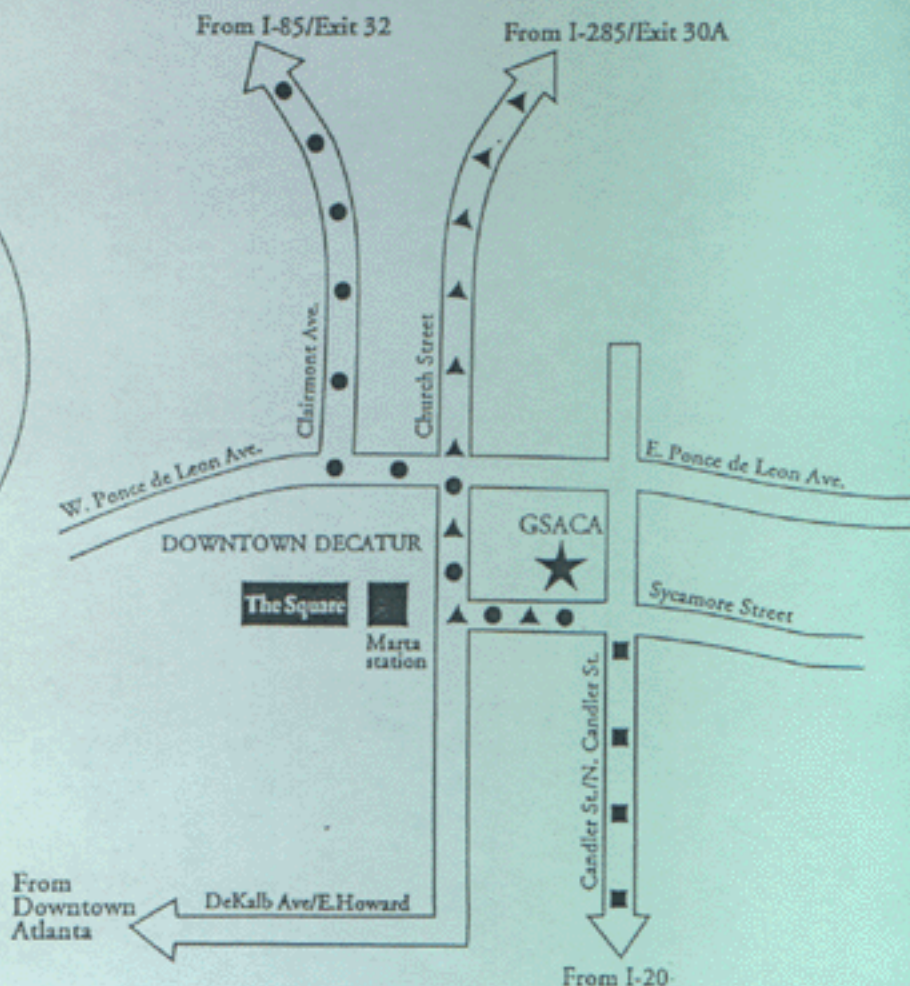 From I-85/Exit 32
From I-285/Exit 30A
Clairmont Ave.
Church Street
W. Ponce de Leon Ave.
E. Ponce de Leon Ave.
DOWNTOWN DECATUR
GSACA
The Square
Marta
station
Sycamore Street
Candler St./N. Candler St.
From
Downtown
Atlanta
DeKalb Ave/E.Howard
From I-20